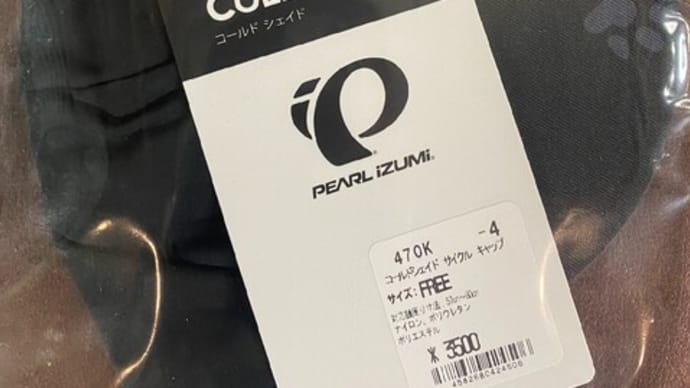 コールド シェイド
PEARL iZUMi
470K -4
コールドシェイド サイクル キャップ
サイズ: FREE
ナイロン、ポリウレタン
ポリエステル
¥ 3500